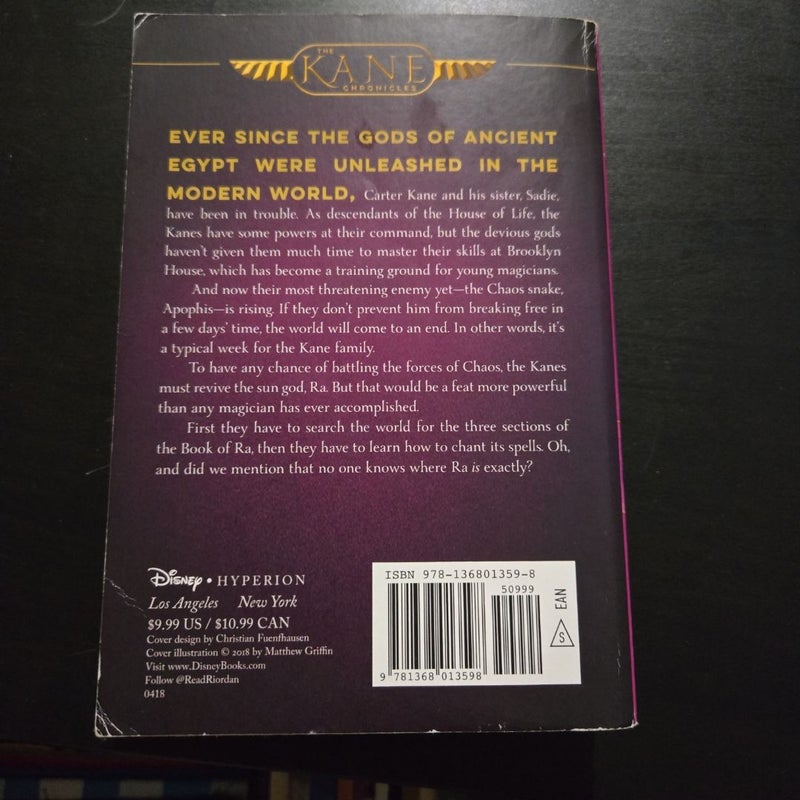 THE
KANE
CHRONICLES
EVER SINCE THE GODS OF ANCIENT
EGYPT WERE UNLEASHED IN THE
MODERN WORLD, Carter Kane and his sister, Sadie,
have been in trouble. As descendants of the House of Life, the
Kanes have some powers at their command, but the devious gods
haven't given them much time to master their skills at Brooklyn
House, which has become a training ground for young magicians.
And now their most threatening enemy yet—the Chaos snake,
Apophis—is rising. If they don't prevent him from breaking free in
a few days' time, the world will come to an end. In other words, it's
a typical week for the Kane family.
To have any chance of battling the forces of Chaos, the Kanes
must revive the sun god, Ra. But that would be a feat more powerful
than any magician has ever accomplished.
First they have to search the world for the three sections of
the Book of Ra, then they have to learn how to chant its spells. Oh,
and did we mention that no one knows where Ra is exactly?
Disney • HYPERION
Los Angeles New York
$9.99 US / $10.99 CAN
Cover design by Christian Fuenfhausen
Cover illustration © 2018 by Matthew Griffin
Visit www.DisneyBooks.com
Follow @ReadRiordan
0418
ISBN 978-136801359-8
50999
9 781368 013598
EAN
S